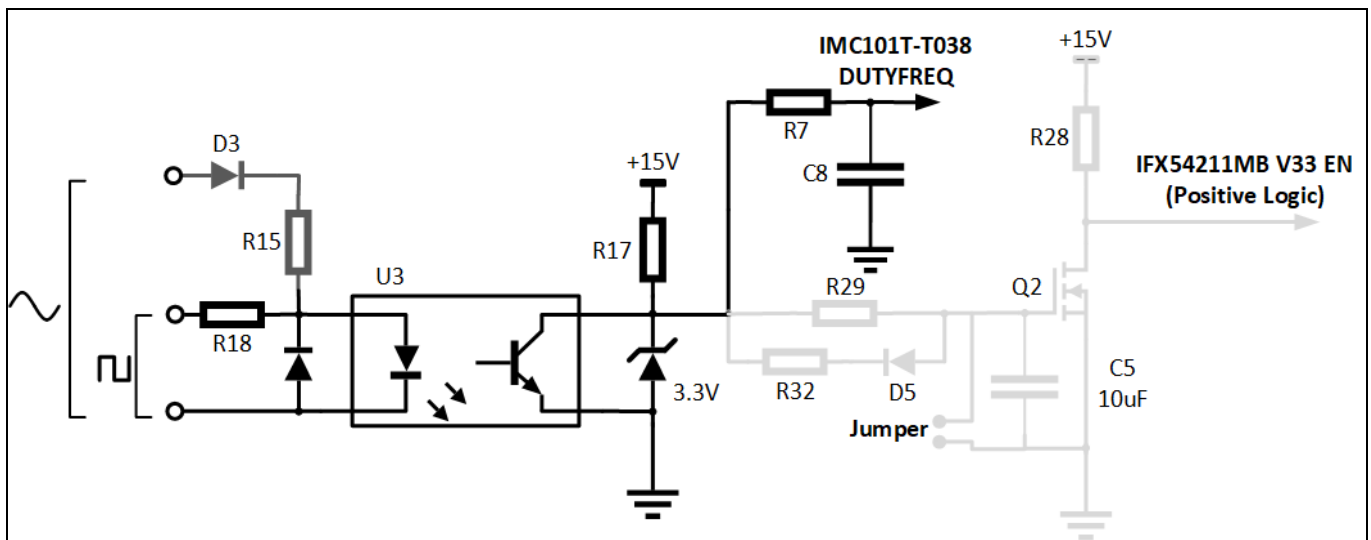 IMC101T-T038
DUTYFREQ
+15V
R7
R28
D3
C8
+15V
IFX54211MB V33 EN
(Positive Logic)
R15
R17
U3
R29
Q2
R18
R32
D5
3.3V
C5
10uF
Jumper